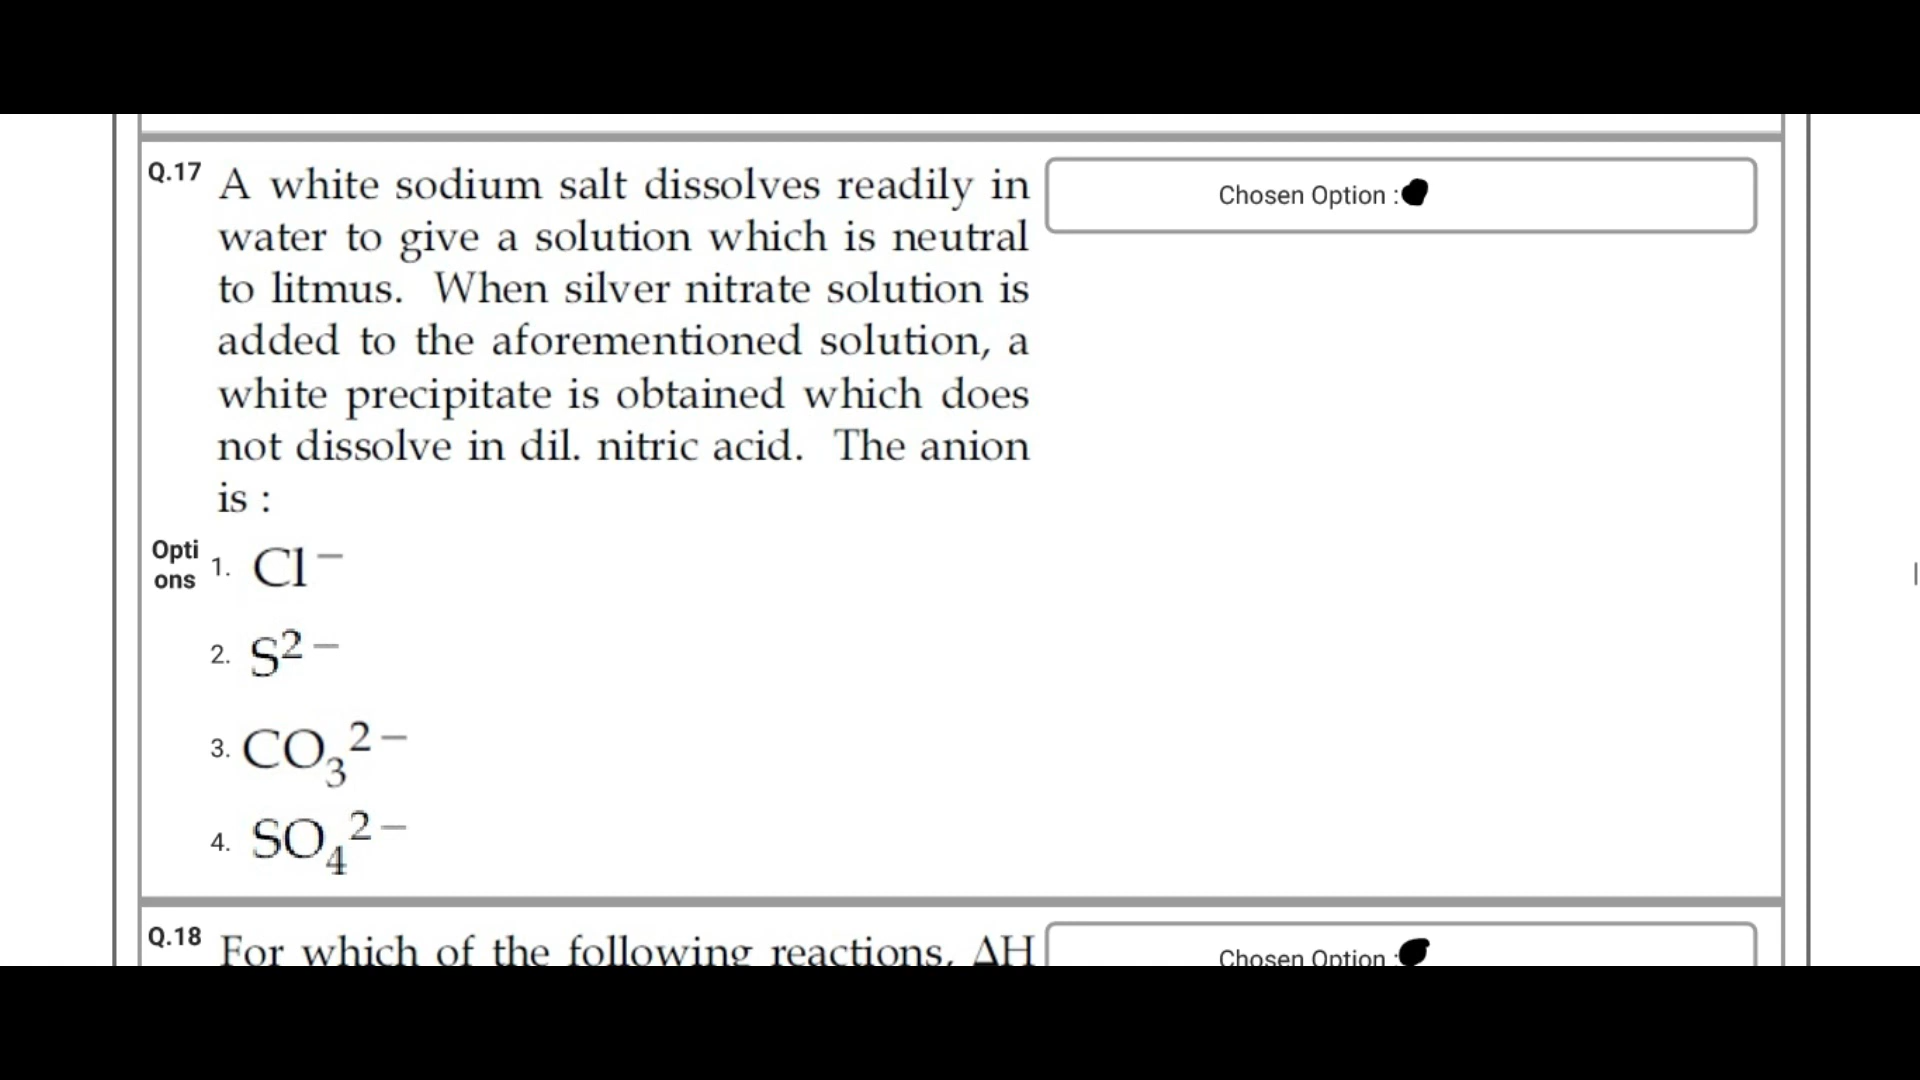 Q.17 A white sodium salt dissolves readily in
water to give a solution which is neutral
to litmus. When silver nitrate solution is
added to the aforementioned solution, a
white precipitate is obtained which does
not dissolve in dil. nitric acid. The anion
is :
Chosen Option :
Opti
ons
1. Cl⁻
2. S²⁻
3. CO₃²⁻
4. SO₄²⁻
Q.18 For which of the following reactions, ΔH
Chosen Option :